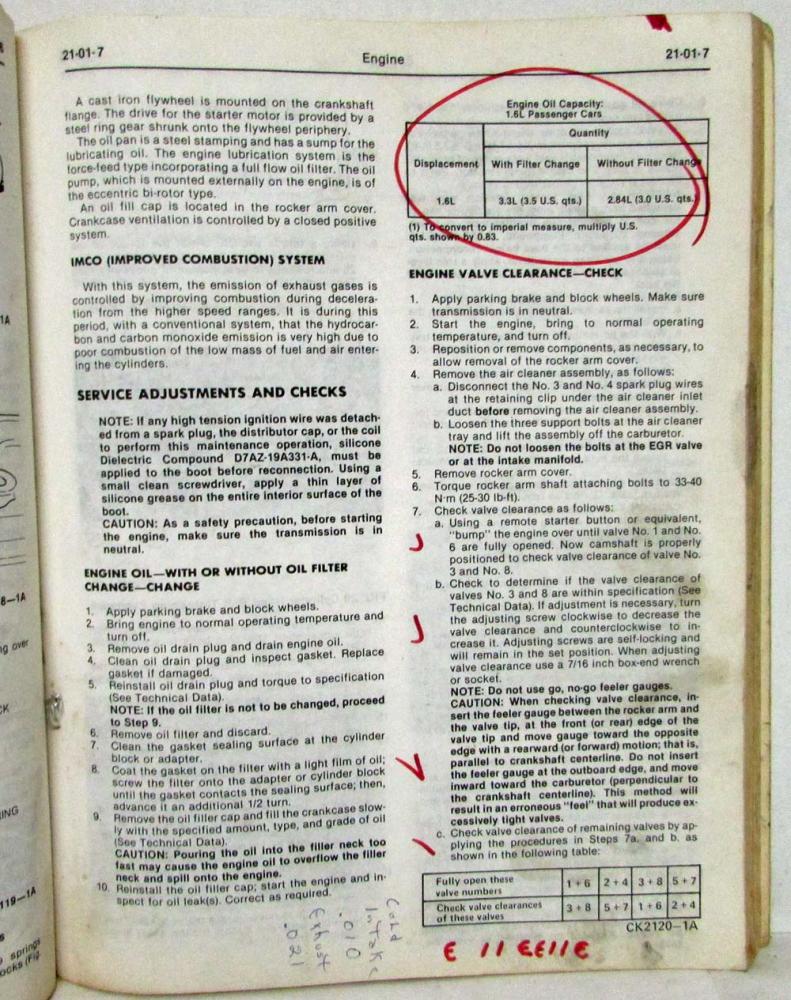 21-01-7
Engine
21-01-7
A cast iron flywheel is mounted on the crankshaft
flange. The drive for the starter motor is provided by a
steel ring gear shrunk onto the flywheel periphery.
The oil pan is a steel stamping and has a sump for the
lubricating oil. The engine lubrication system is the
force-feed type incorporating a full flow oil filter. The oil
pump, which is mounted externally on the engine, is of
the eccentric bi-rotor type.
An oil fill cap is located in the rocker arm cover.
Crankcase ventilation is controlled by a closed positive
system.
IMCO (IMPROVED COMBUSTION) SYSTEM
With this system, the emission of exhaust gases is
controlled by improving combustion during decelera-
tion from the higher speed ranges. It is during this
period, with a conventional system, that the hydrocar-
bon and carbon monoxide emission is very high due to
poor combustion of the low mass of fuel and air enter-
ing the cylinders.
SERVICE ADJUSTMENTS AND CHECKS
NOTE: If any high tension ignition wire was detach-
ed from a spark plug, the distributor cap, or the coil
to perform this maintenance operation, silicone
Dielectric Compound D7AZ-19A331-A, must be
applied to the boot before reconnection. Using a
small clean screwdriver, apply a thin layer of
silicone grease on the entire interior surface of the
boot.
CAUTION: As a safety precaution, before starting
the engine, make sure the transmission is in
neutral.
ENGINE OIL—WITH OR WITHOUT OIL FILTER
CHANGE—CHANGE
1. Apply parking brake and block wheels.
2. Bring engine to normal operating temperature and
turn off.
3. Remove oil drain plug and drain engine oil.
4. Clean oil drain plug and inspect gasket. Replace
gasket if damaged.
5. Reinstall oil drain plug and torque to specification
(See Technical Data).
NOTE: If the oil filter is not to be changed, proceed
to Step 9.
6. Remove oil filter and discard.
7. Clean the gasket sealing surface at the cylinder
block or adapter.
8. Coat the gasket on the filter with a light film of oil;
screw the filter onto the adapter or cylinder block
until the gasket contacts the sealing surface; then,
advance it an additional 1/2 turn.
9. Remove the oil filler cap and fill the crankcase slow-
ly with the specified amount, type, and grade of oil
(See Technical Data).
CAUTION: Pouring the oil into the filler neck too
fast may cause the engine oil to overflow the filler
neck and spill onto the engine.
10. Reinstall the oil filler cap; start the engine and in-
spect for oil leak(s). Correct as required.
Cold
Intake
.010
Exhaust
.021
Engine Oil Capacity:
1.6L Passenger Cars
Quantity
Displacement With Filter Change Without Filter Change
1.6L 3.3L (3.5 U.S. qts.) 2.84L (3.0 U.S. qts.)
(1) To convert to imperial measure, multiply U.S.
qts. shown by 0.83.
ENGINE VALVE CLEARANCE—CHECK
1. Apply parking brake and block wheels. Make sure
transmission is in neutral.
2. Start the engine, bring to normal operating
temperature, and turn off.
3. Reposition or remove components, as necessary, to
allow removal of the rocker arm cover.
4. Remove the air cleaner assembly, as follows:
a. Disconnect the No. 3 and No. 4 spark plug wires
at the retaining clip under the air cleaner inlet
duct before removing the air cleaner assembly.
b. Loosen the three support bolts at the air cleaner
tray and lift the assembly off the carburetor.
NOTE: Do not loosen the bolts at the EGR valve
or at the intake manifold.
5. Remove rocker arm cover.
6. Torque rocker arm shaft attaching bolts to 33-40
N·m (25-30 lb-ft).
7. Check valve clearance as follows:
a. Using a remote starter button or equivalent,
"bump" the engine over until valve No. 1 and No.
6 are fully opened. Now camshaft is properly
positioned to check valve clearance of valve No.
3 and No. 8.
b. Check to determine if the valve clearance of
valves No. 3 and 8 are within specification (See
Technical Data). If adjustment is necessary, turn
the adjusting screw clockwise to decrease the
valve clearance and counterclockwise to in-
crease it. Adjusting screws are self-locking and
will remain in the set position. When adjusting
valve clearance use a 7/16 inch box-end wrench
or socket.
NOTE: Do not use go, no-go feeler gauges.
CAUTION: When checking valve clearance, in-
sert the feeler gauge between the rocker arm and
the valve tip, at the front (or rear) edge of the
valve tip and move gauge toward the opposite
edge with a rearward (or forward) motion; that is,
parallel to crankshaft centerline. Do not insert
the feeler gauge at the outboard edge, and move
inward toward the carburetor (perpendicular to
the crankshaft centerline). This method will
result in an erroneous "feel" that will produce ex-
cessively tight valves.
c. Check valve clearance of remaining valves by ap-
plying the procedures in Steps 7a. and b. as
shown in the following table:
Fully open these
valve numbers 1+6 2+4 3+8 5+7
Check valve clearances
of these valves 3+8 5+7 1+6 2+4
CK2120-1A
E I I E E I I E
1A
8-1A
ng over
CK
ING
119-1A
s
springs
ocks (Fig.